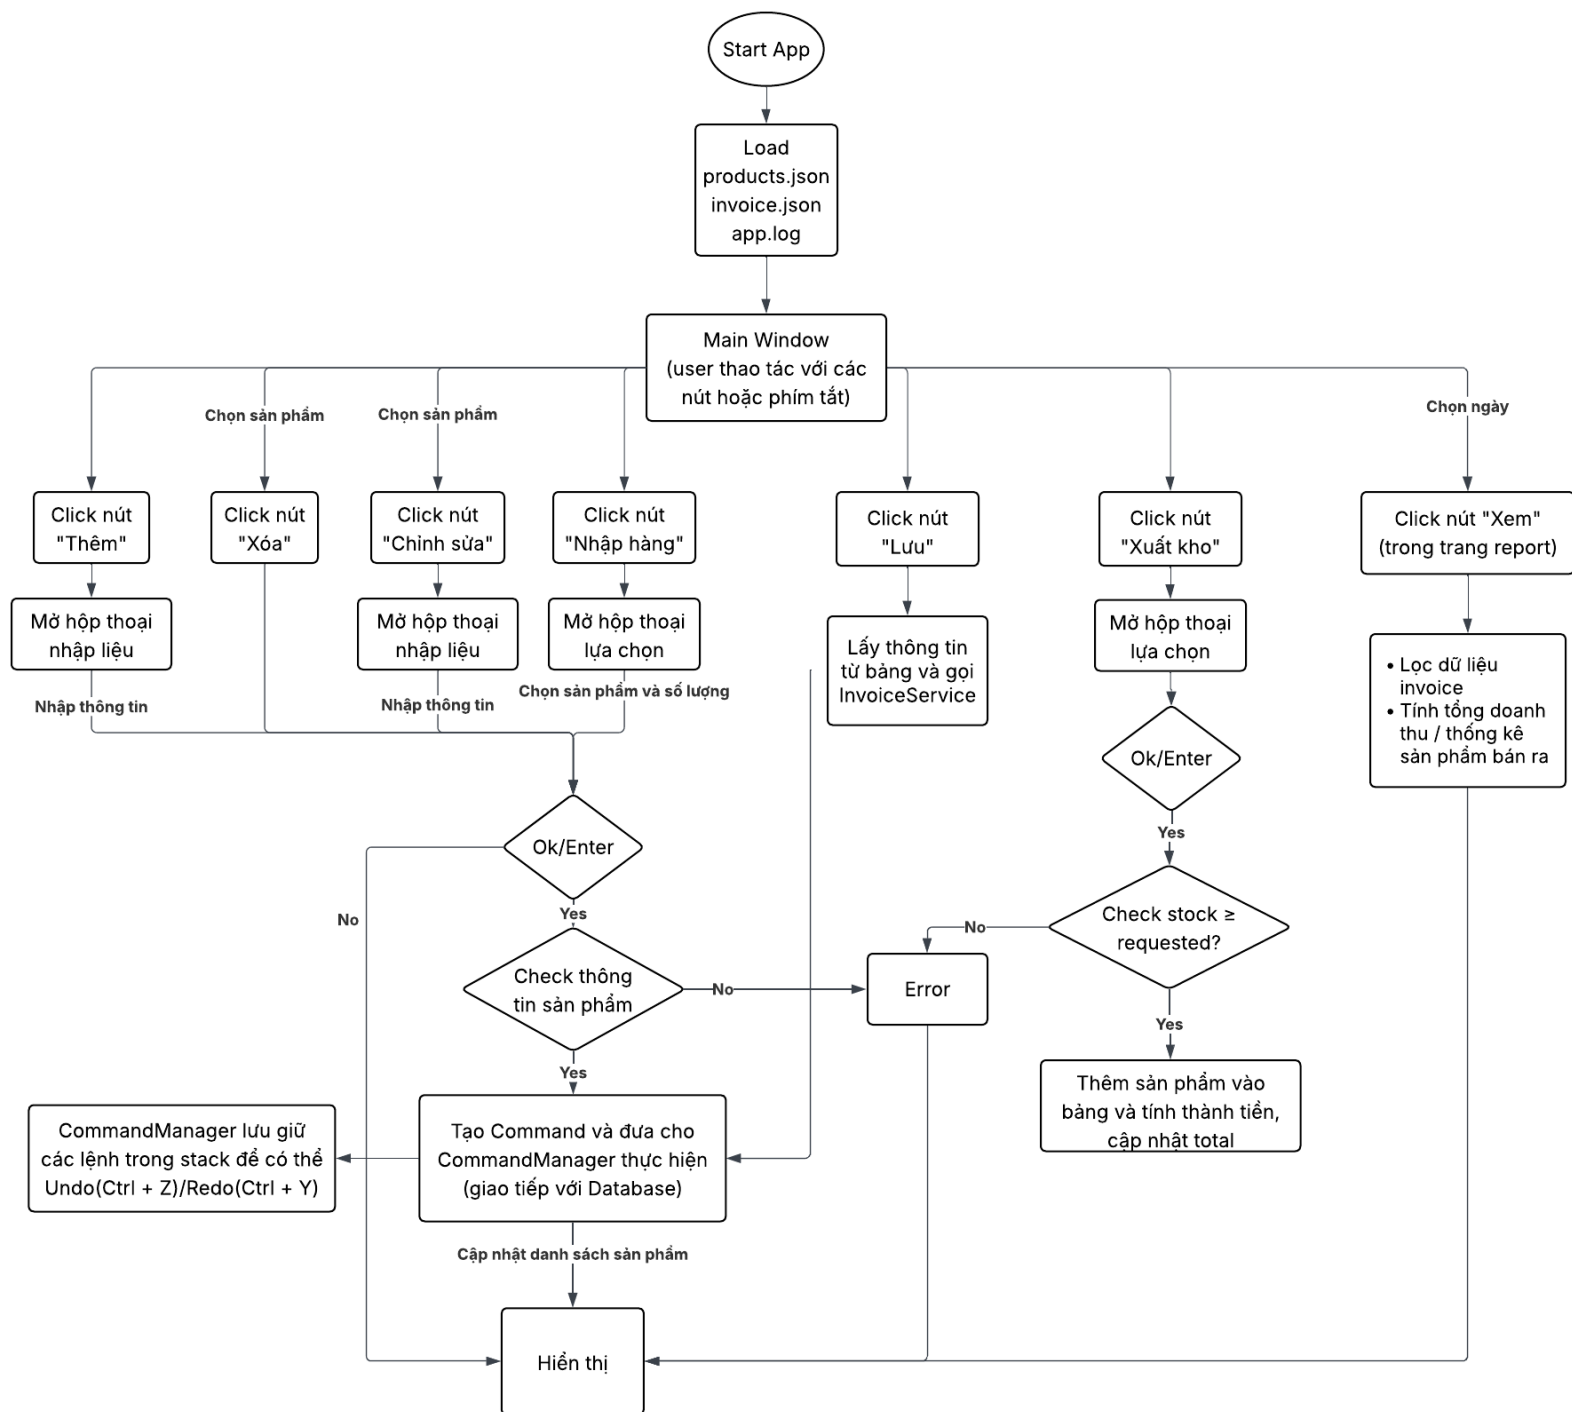 Start App
Load
products.json
invoice.json
app.log
Main Window
(user thao tác với các
nút hoặc phím tắt)
Chọn sản phẩm
Chọn sản phẩm
Chọn ngày
Click nút
"Thêm"
Click nút
"Xóa"
Click nút
"Chỉnh sửa"
Click nút
"Nhập hàng"
Click nút
"Lưu"
Click nút
"Xuất kho"
Click nút "Xem"
(trong trang report)
Mở hộp thoại
nhập liệu
Mở hộp thoại
nhập liệu
Mở hộp thoại
lựa chọn
Lấy thông tin
từ bảng và gọi
InvoiceService
Mở hộp thoại
lựa chọn
• Lọc dữ liệu
invoice
• Tính tổng doanh
thu / thống kê
sản phẩm bán ra
Nhập thông tin
Nhập thông tin
Chọn sản phẩm và số lượng
Ok/Enter
Yes
Ok/Enter
No
Yes
Check stock ≥
requested?
No
Check thông
tin sản phẩm
No
Error
Yes
Yes
Thêm sản phẩm vào
bảng và tính thành tiền,
cập nhật total
CommandManager lưu giữ
các lệnh trong stack để có thể
Undo(Ctrl + Z)/Redo(Ctrl + Y)
Tạo Command và đưa cho
CommandManager thực hiện
(giao tiếp với Database)
Cập nhật danh sách sản phẩm
Hiển thị